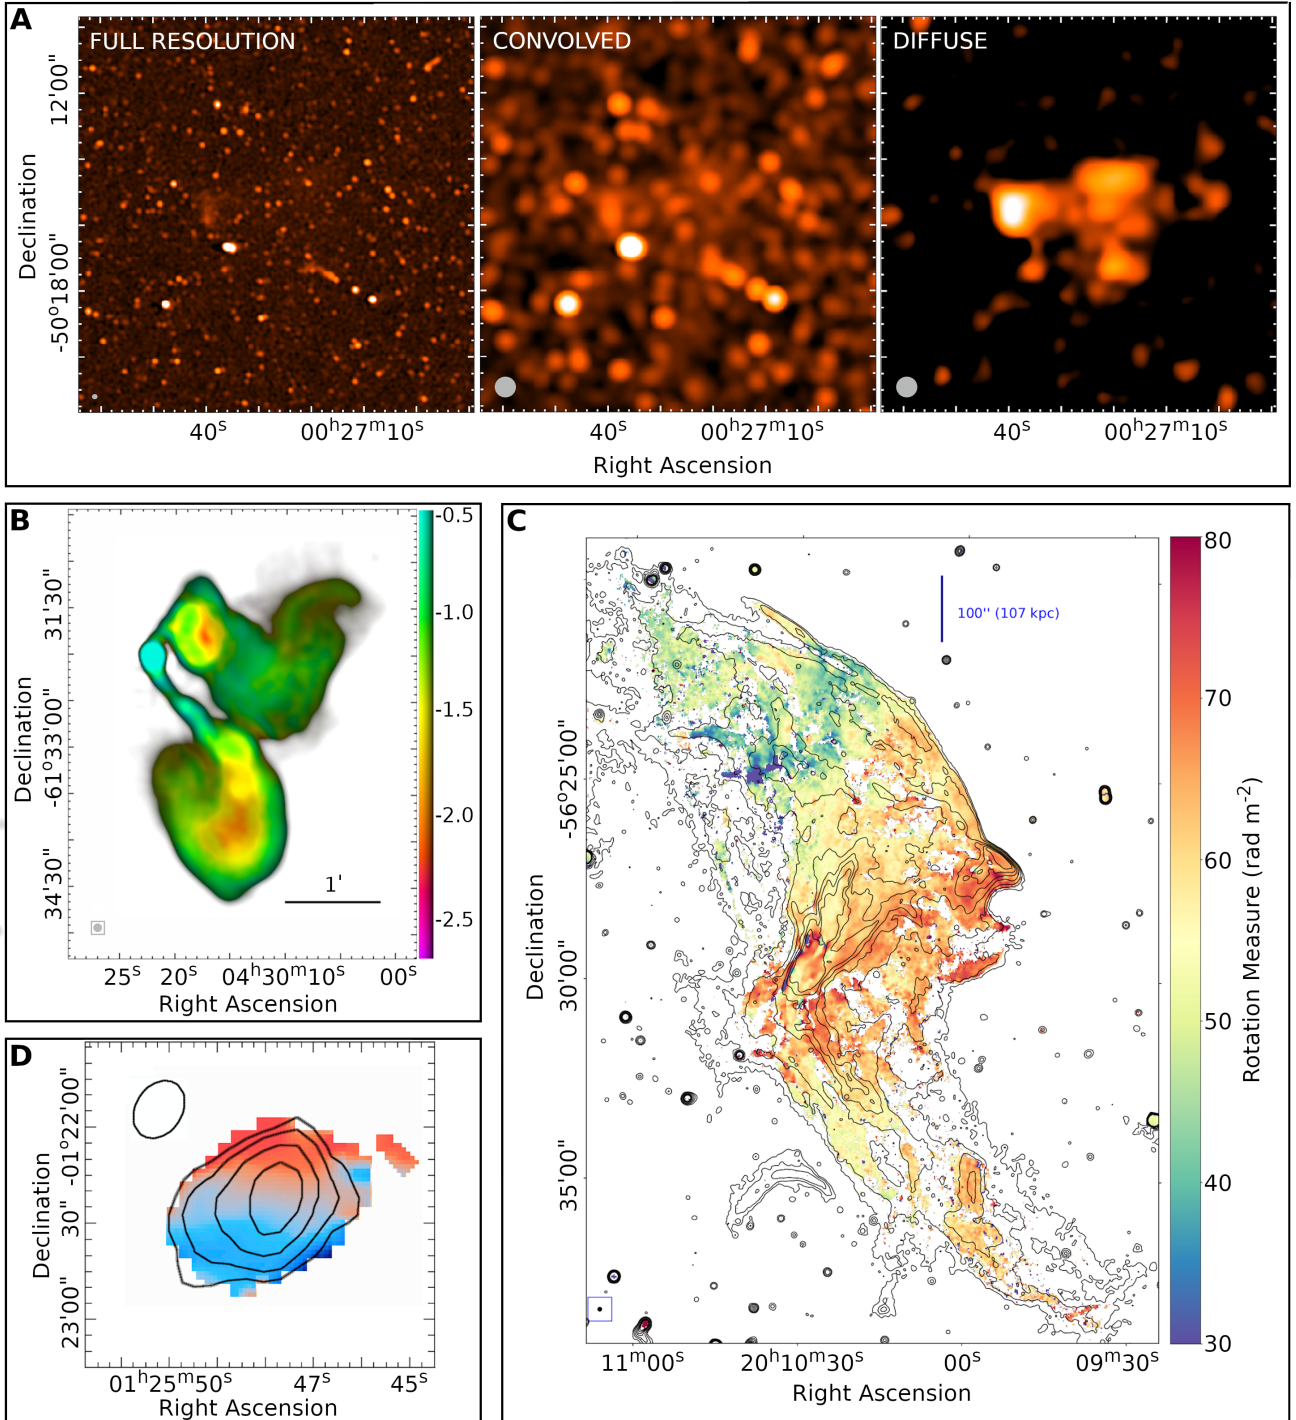 A
FULL RESOLUTION
CONVOLVED
DIFFUSE
12'00"
-50°18'00"
Declination
40s
00h27m10s
40s
00h27m10s
40s
00h27m10s
Right Ascension
B
31'30"
-61°33'00"
34'30"
Declination
1'
-0.5
-1.0
-1.5
-2.0
-2.5
25s
20s
04h30m10s
00s
Right Ascension
C
100'' (107 kpc)
-56°25'00"
30'00"
35'00"
Declination
11m00s
20h10m30s
00s
09m30s
Right Ascension
80
70
60
50
40
30
Rotation Measure (rad m-2)
D
-01°22'00"
30"
23'00"
Declination
01h25m50s
47s
45s
Right Ascension